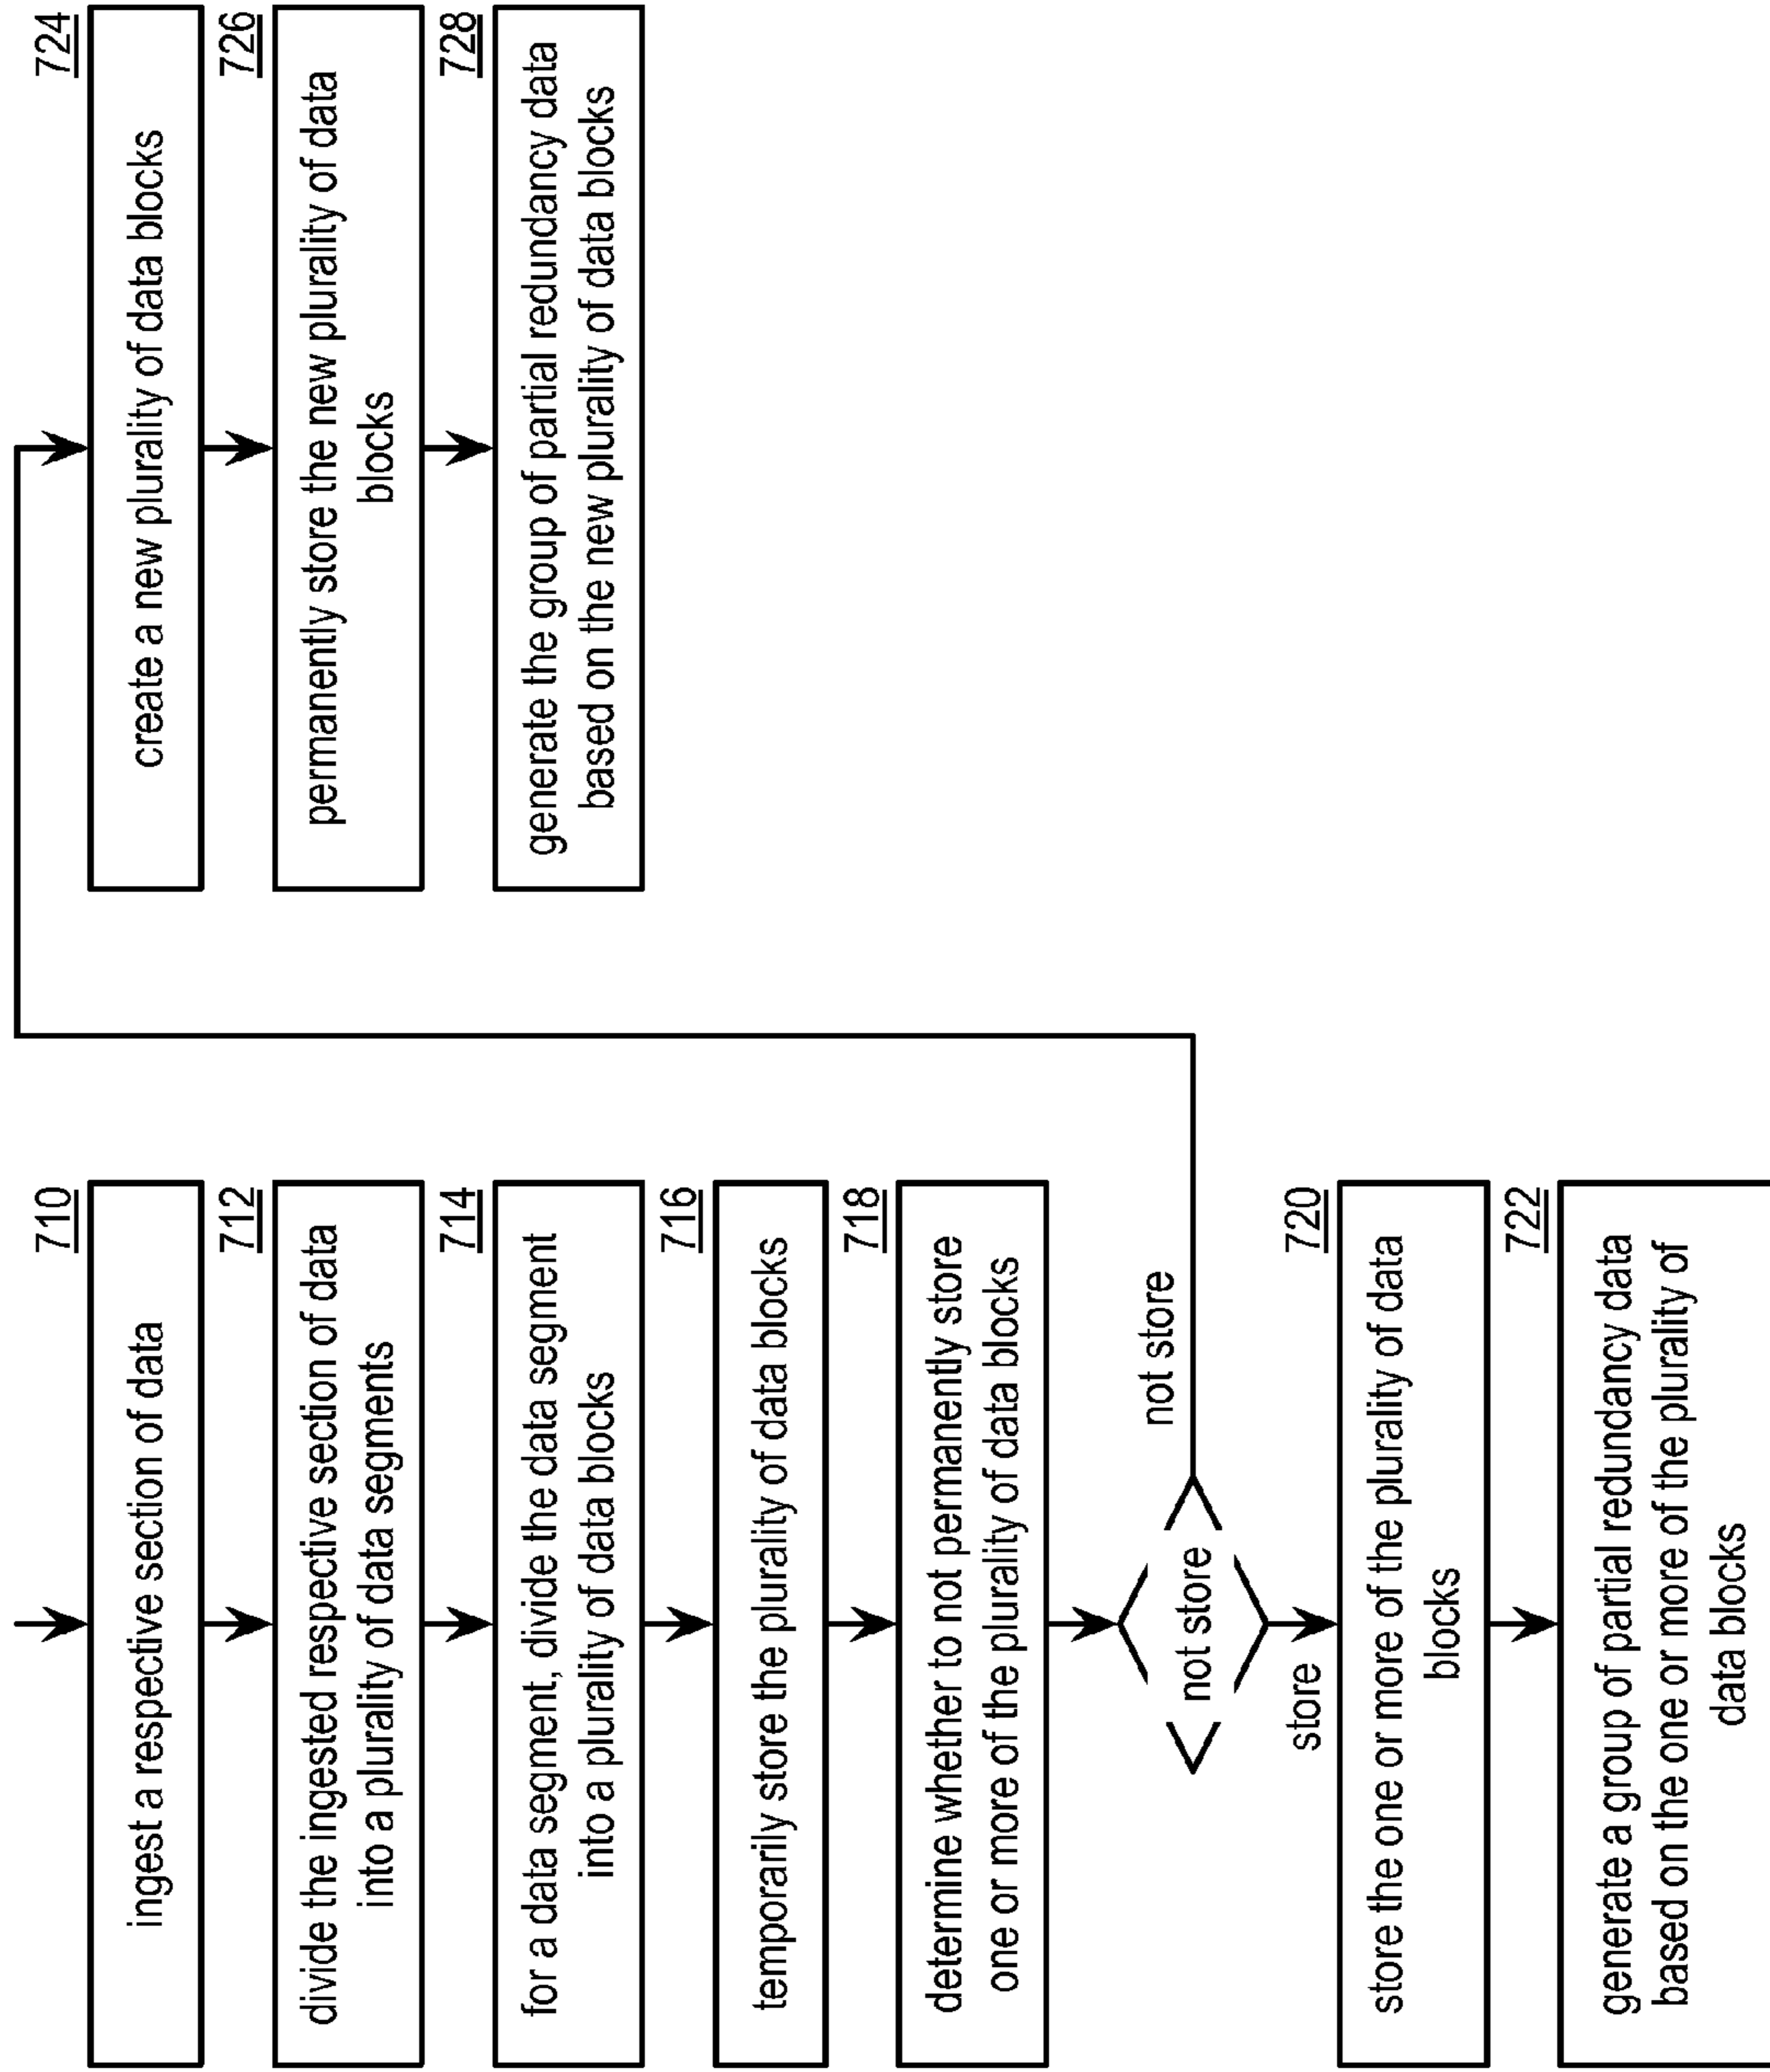 710
ingest a respective section of data
712
divide the ingested respective section of data
into a plurality of data segments
714
for a data segment, divide the data segment
into a plurality of data blocks
716
temporarily store the plurality of data blocks
718
determine whether to not permanently store
one or more of the plurality of data blocks
not store
not store
store
720
store the one or more of the plurality of data
blocks
722
generate a group of partial redundancy data
based on the one or more of the plurality of
data blocks
724
create a new plurality of data blocks
726
permanently store the new plurality of data
blocks
728
generate the group of partial redundancy data
based on the new plurality of data blocks